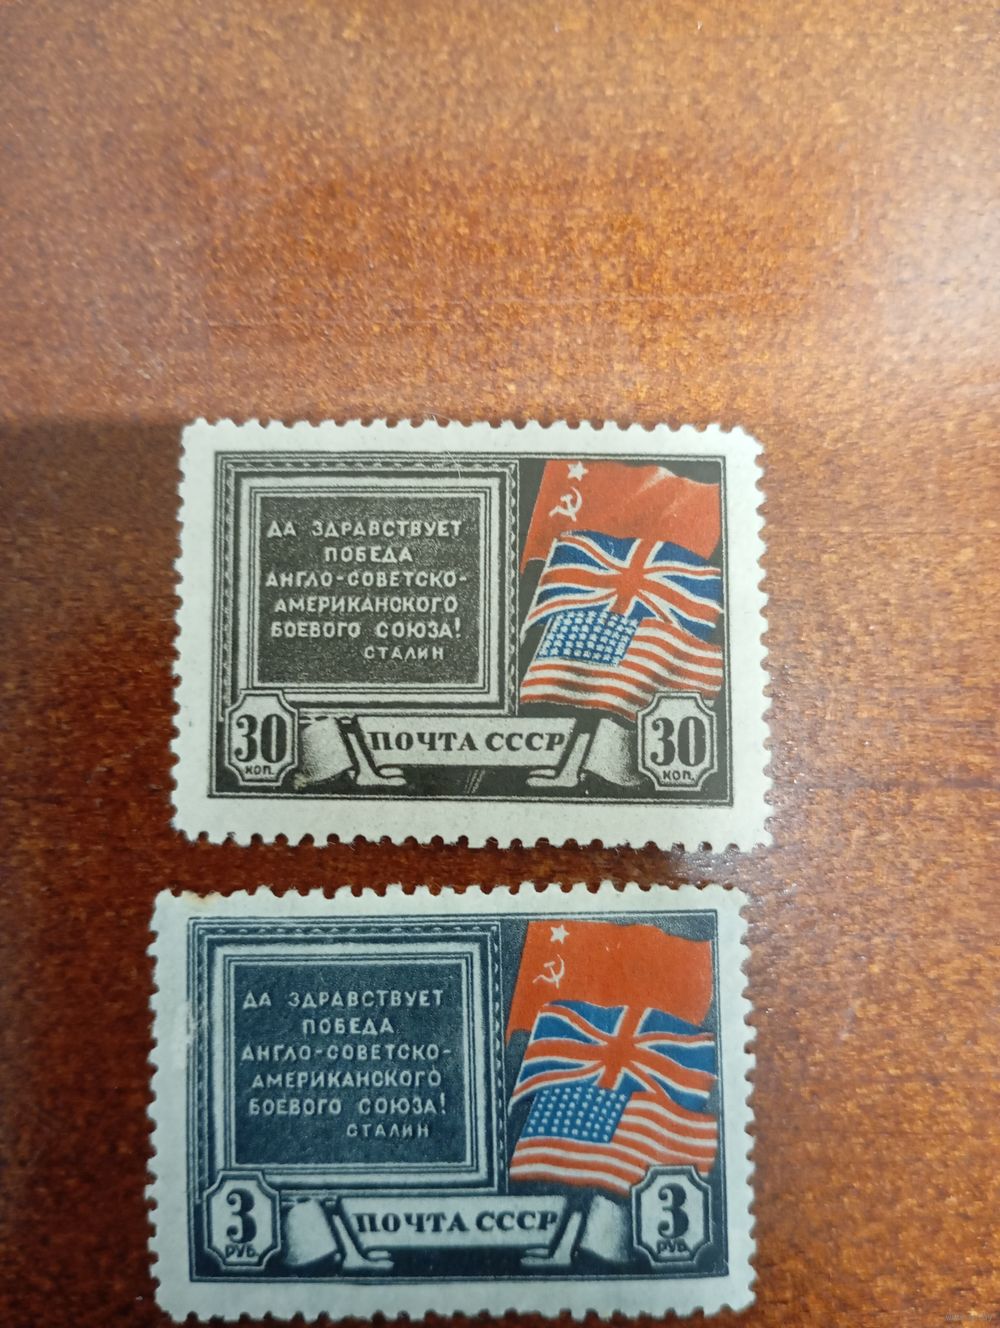 ДА ЗДРАВСТВУЕТ
ПОБЕДА
АНГЛО-СОВЕТСКО-
АМЕРИКАНСКОГО
БОЕВОГО СОЮЗА!
СТАЛИН
30
КОП.
ПОЧТА СССР
30
КОП.
ДА ЗДРАВСТВУЕТ
ПОБЕДА
АНГЛО-СОВЕТСКО-
АМЕРИКАНСКОГО
БОЕВОГО СОЮЗА!
СТАЛИН
3
РУБ.
ПОЧТА СССР
3
РУБ.